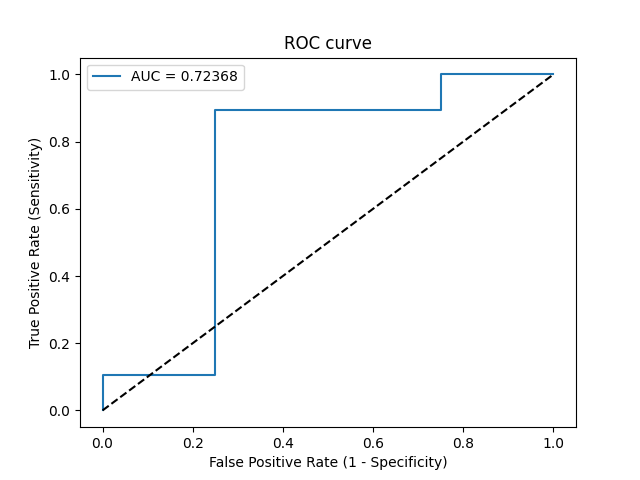 ROC curve
AUC = 0.72368
True Positive Rate (Sensitivity)
1.0
0.8
0.6
0.4
0.2
0.0
0.0 0.2 0.4 0.6 0.8 1.0
False Positive Rate (1 - Specificity)